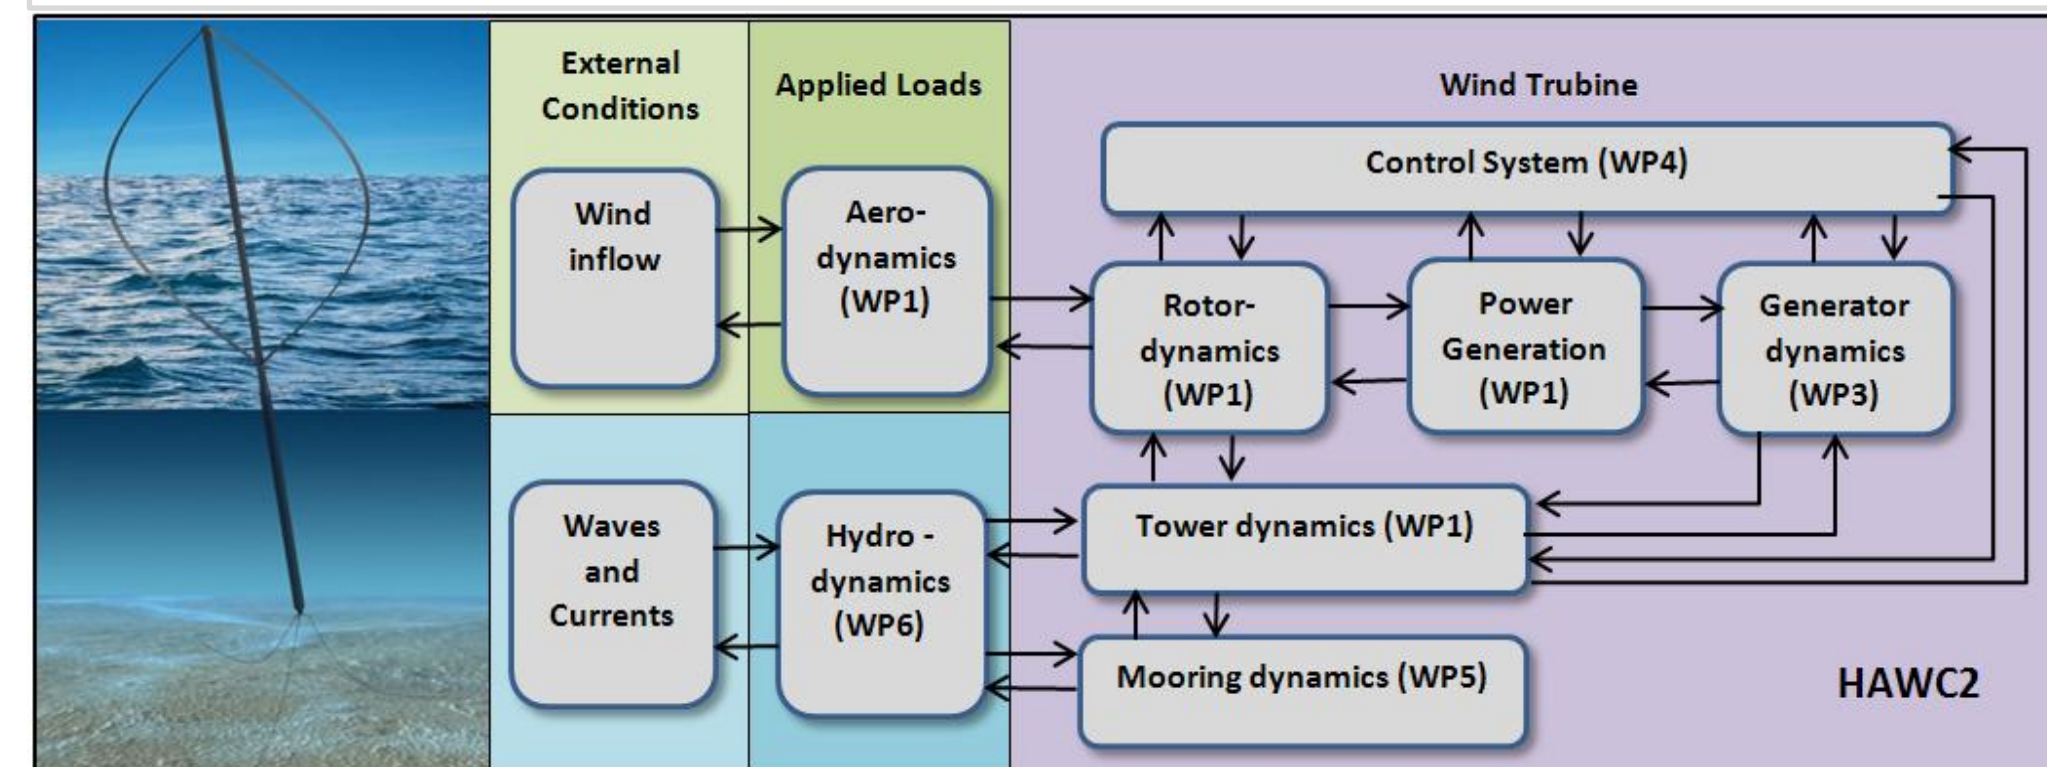 External
Conditions
Applied Loads
Wind Trubine
Control System (WP4)
Wind
inflow
Aero-
dynamics
(WP1)
Rotor-
dynamics
(WP1)
Power
Generation
(WP1)
Generator
dynamics
(WP3)
Waves
and
Currents
Hydro -
dynamics
(WP6)
Tower dynamics (WP1)
Mooring dynamics (WP5)
HAWC2